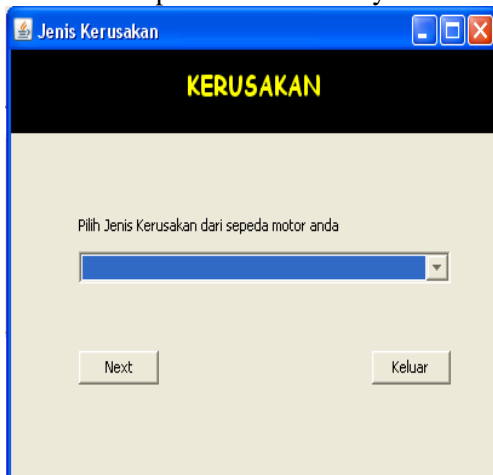 Jenis Kerusakan
KERUSAKAN
Pilih Jenis Kerusakan dari sepeda motor anda
Next
Keluar